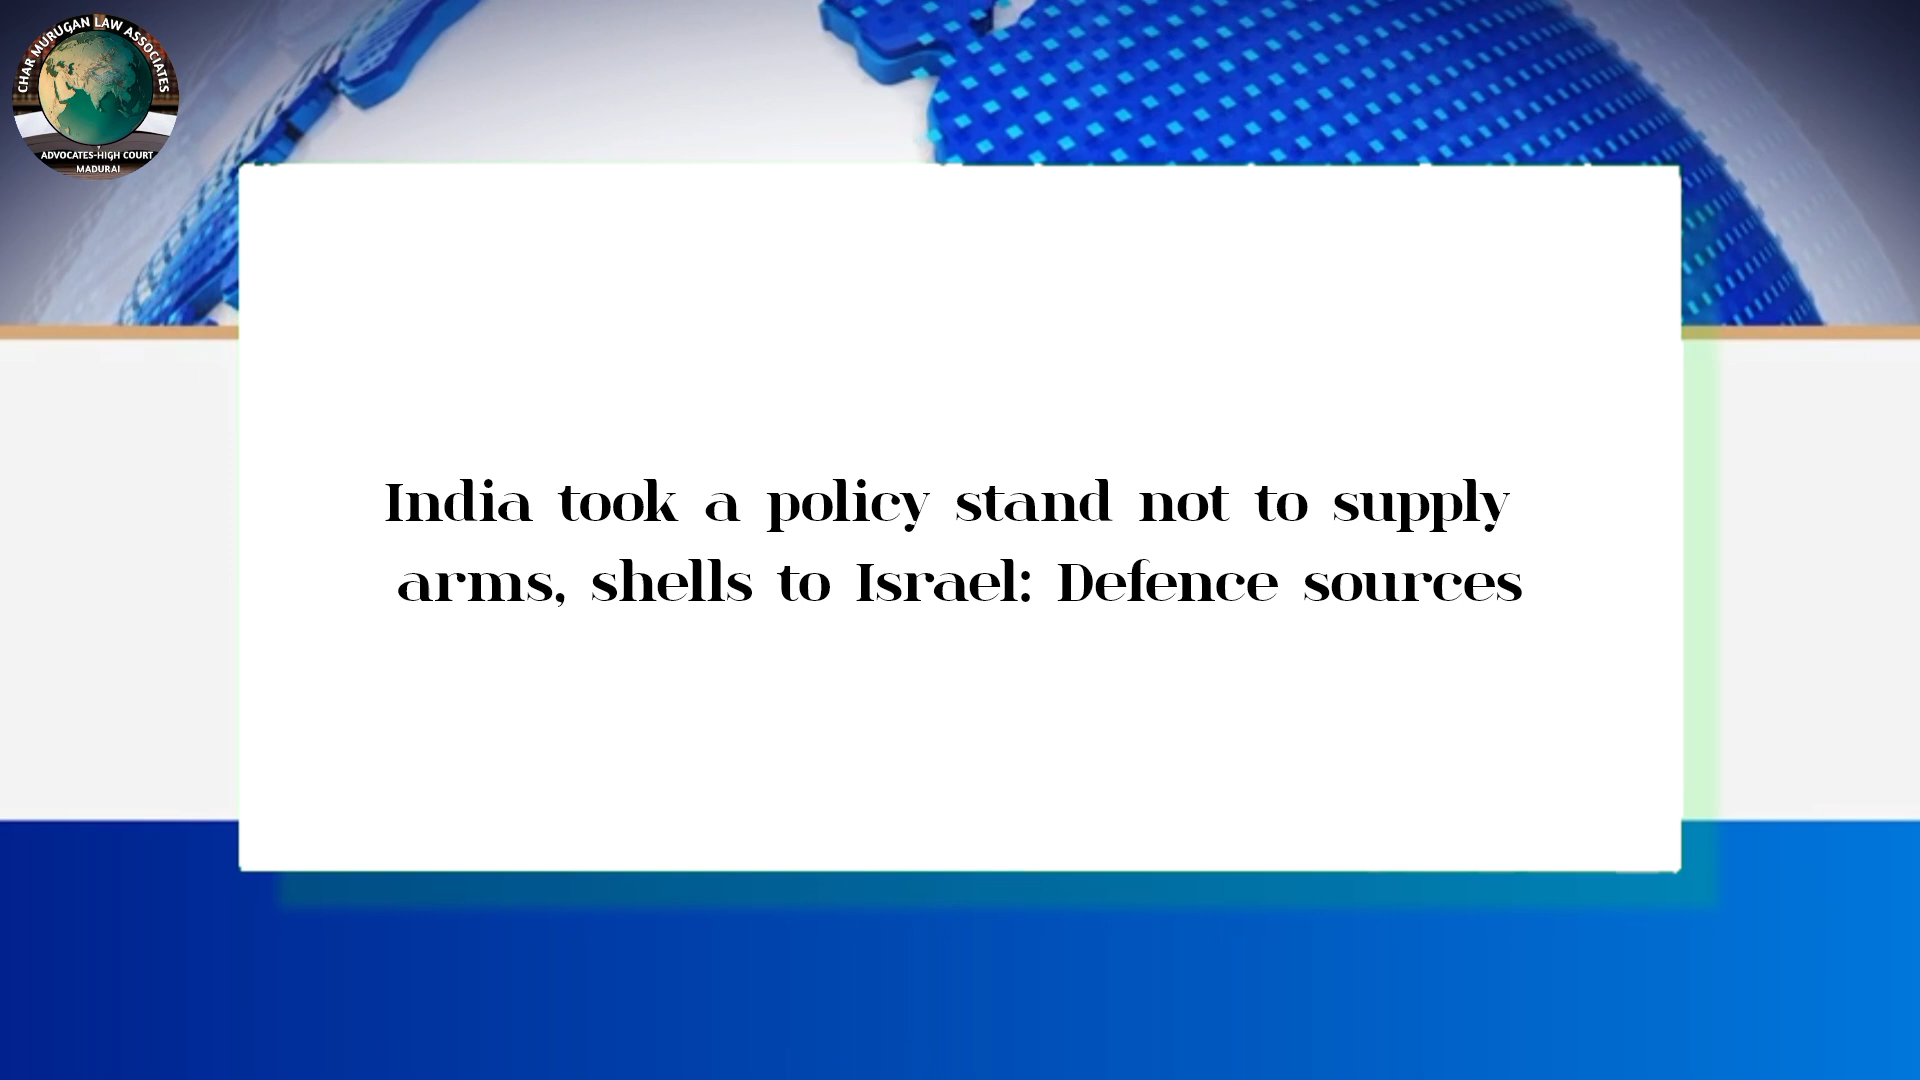 CHAR MURUGAN LAW ASSOCIATES
ADVOCATES-HIGH COURT
MADURAI
India took a policy stand not to supply
arms, shells to Israel: Defence sources